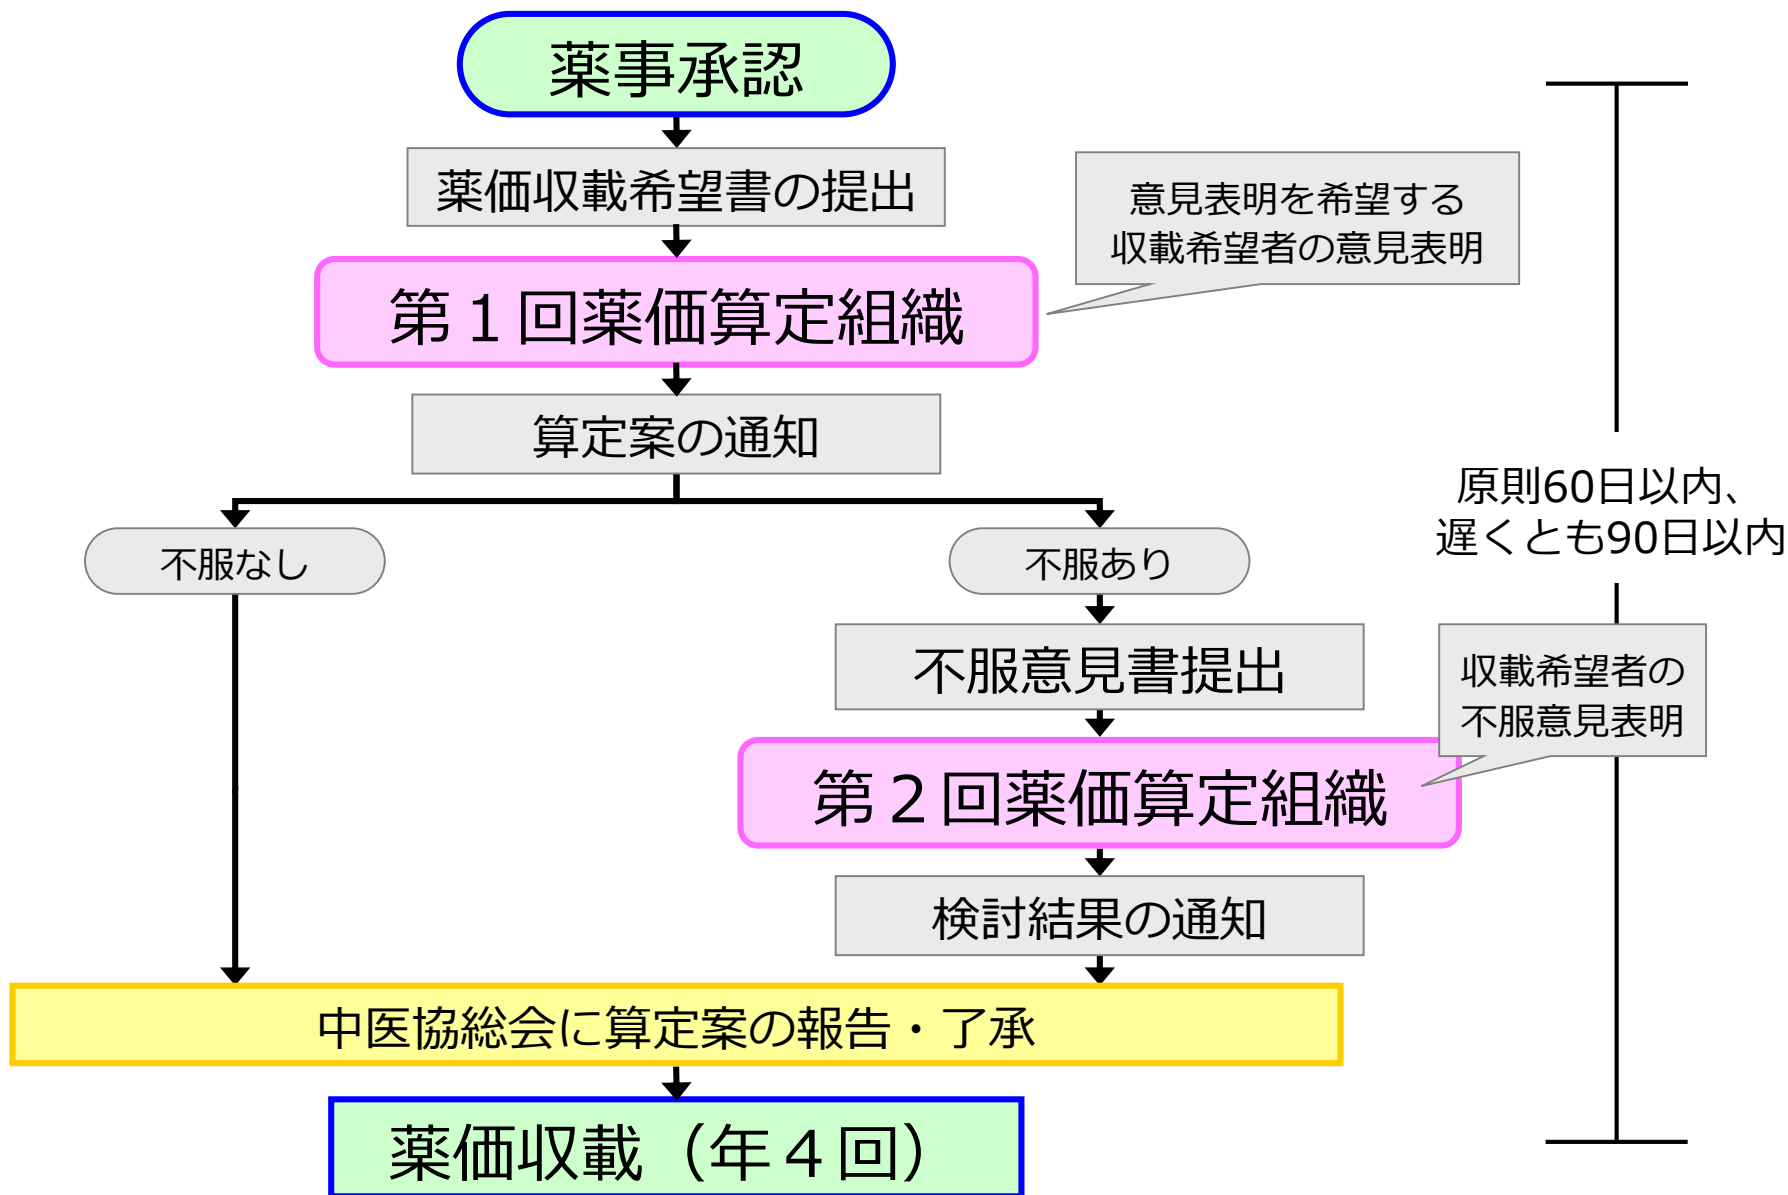 薬事承認
薬価収載希望書の提出
意見表明を希望する
収載希望者の意見表明
第１回薬価算定組織
算定案の通知
原則60日以内、
遅くとも90日以内
不服なし
不服あり
不服意見書提出
収載希望者の
不服意見表明
第２回薬価算定組織
検討結果の通知
中医協総会に算定案の報告・了承
薬価収載（年４回）